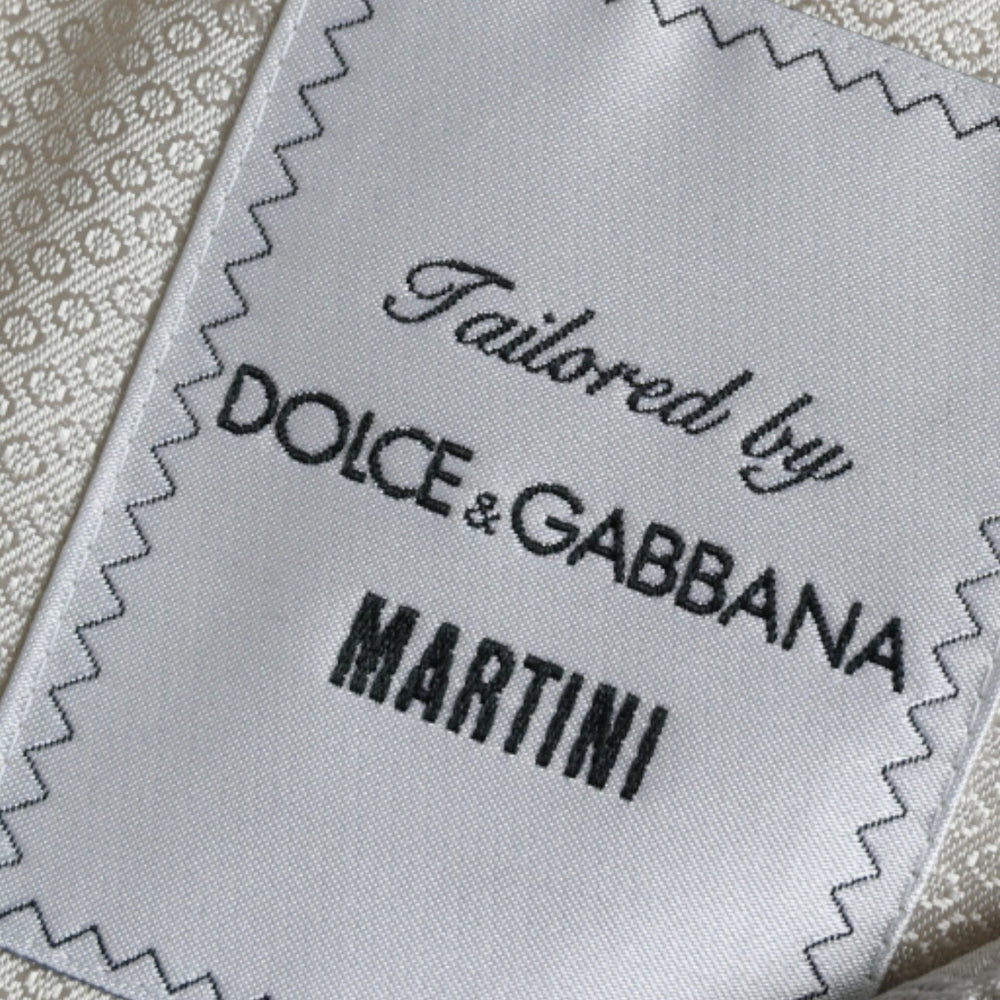 Tailored by
DOLCE & GABBANA
MARTINI